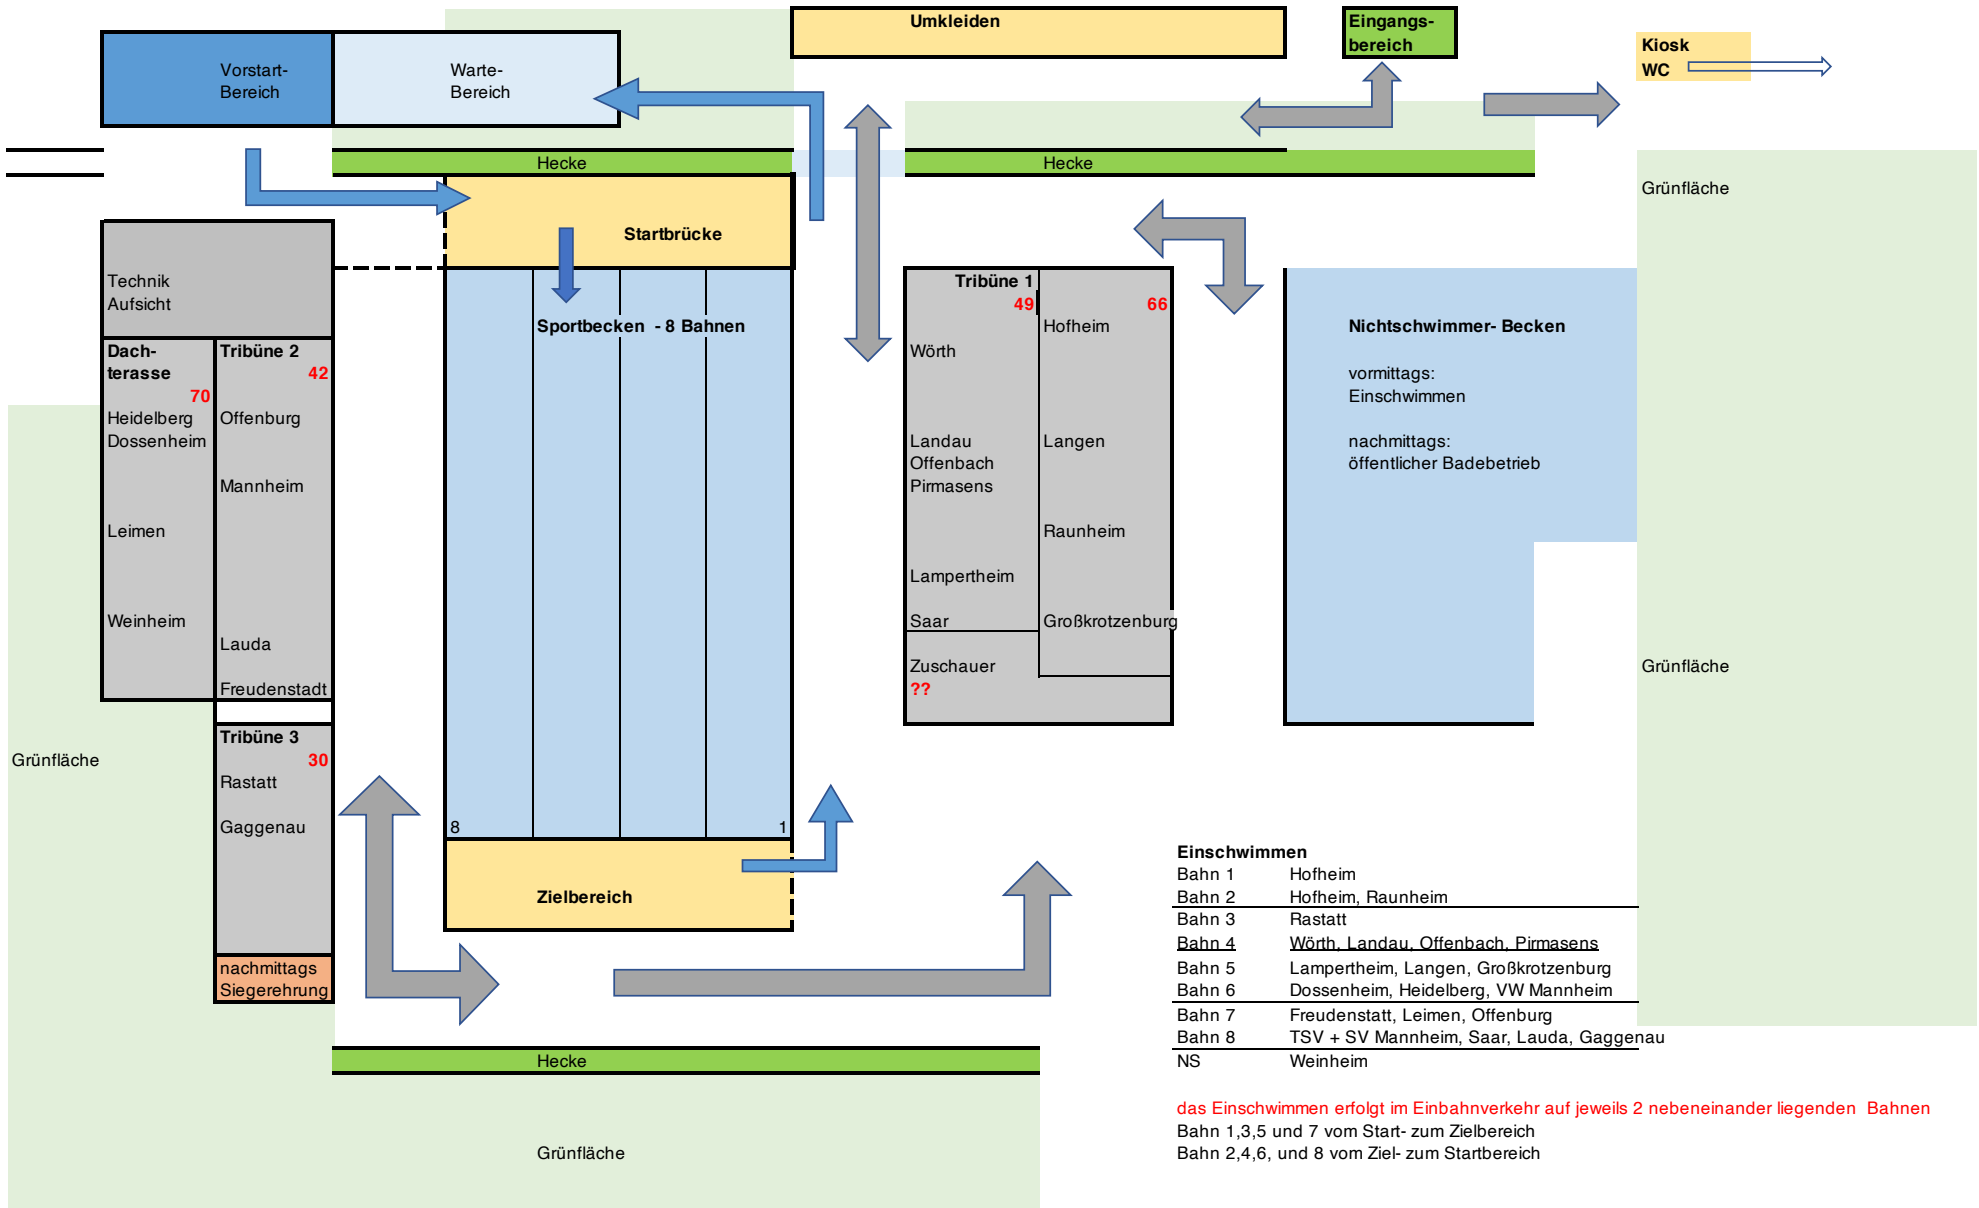 Umkleiden
Eingangs-
bereich
Kiosk
WC
Vorstart-
Bereich
Warte-
Bereich
Hecke
Hecke
Grünfläche
Startbrücke
Technik
Aufsicht
Sportbecken - 8 Bahnen
Tribüne 1
49
66
Hofheim
Wörth
Landau
Langen
Offenbach
Pirmasens
Raunheim
Lampertheim
Saar
Großkrotzenburg
Zuschauer
??
Nichtschwimmer- Becken
vormittags:
Einschwimmen
nachmittags:
öffentlicher Badebetrieb
Grünfläche
Dach-
terasse
70
Heidelberg
Dossenheim
Leimen
Weinheim
Tribüne 2
42
Offenburg
Mannheim
Lauda
Freudenstadt
Tribüne 3
30
Rastatt
Gaggenau
nachmittags
Siegerehrung
Grünfläche
8
1
Zielbereich
Hecke
Grünfläche
Einschwimmen
Bahn 1 Hofheim
Bahn 2 Hofheim, Raunheim
Bahn 3 Rastatt
Bahn 4 Wörth, Landau, Offenbach, Pirmasens
Bahn 5 Lampertheim, Langen, Großkrotzenburg
Bahn 6 Dossenheim, Heidelberg, VW Mannheim
Bahn 7 Freudenstatt, Leimen, Offenburg
Bahn 8 TSV + SV Mannheim, Saar, Lauda, Gaggenau
NS Weinheim
das Einschwimmen erfolgt im Einbahnverkehr auf jeweils 2 nebeneinander liegenden Bahnen
Bahn 1,3,5 und 7 vom Start- zum Zielbereich
Bahn 2,4,6, und 8 vom Ziel- zum Startbereich